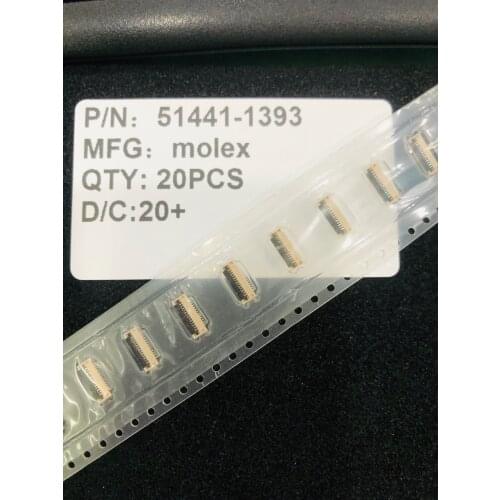 P/N: 51441-1393
MFG: molex
QTY: 20PCS
D/C:20+